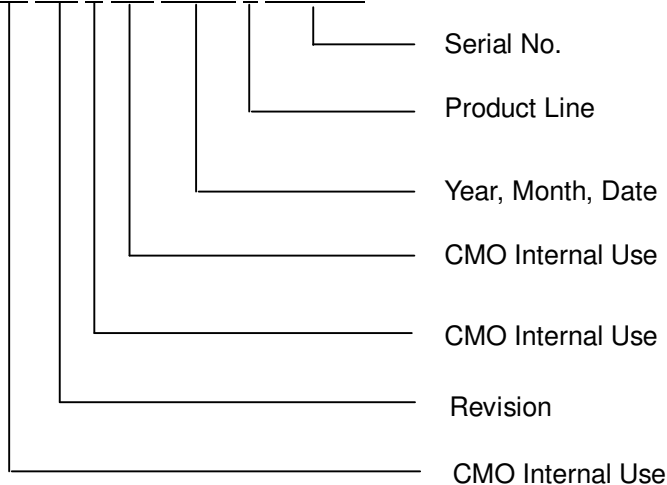 Serial No.
Product Line
Year, Month, Date
CMO Internal Use
CMO Internal Use
Revision
CMO Internal Use